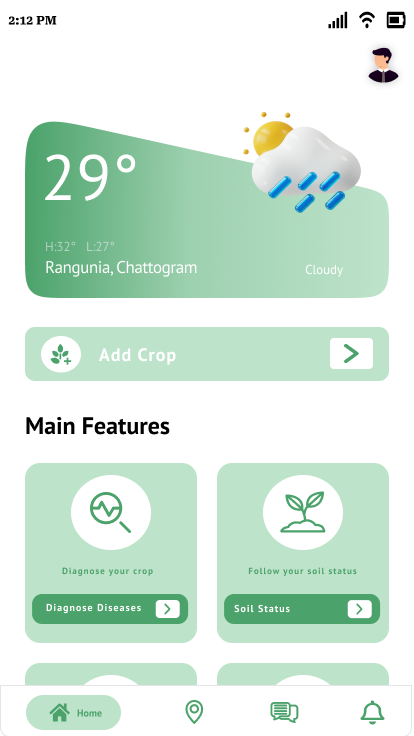 2:12 PM
29°
H:32° L:27°
Rangunia, Chattogram
Cloudy
Add Crop
Main Features
Diagnose your crop
Follow your soil status
Diagnose Diseases
Soil Status
Home